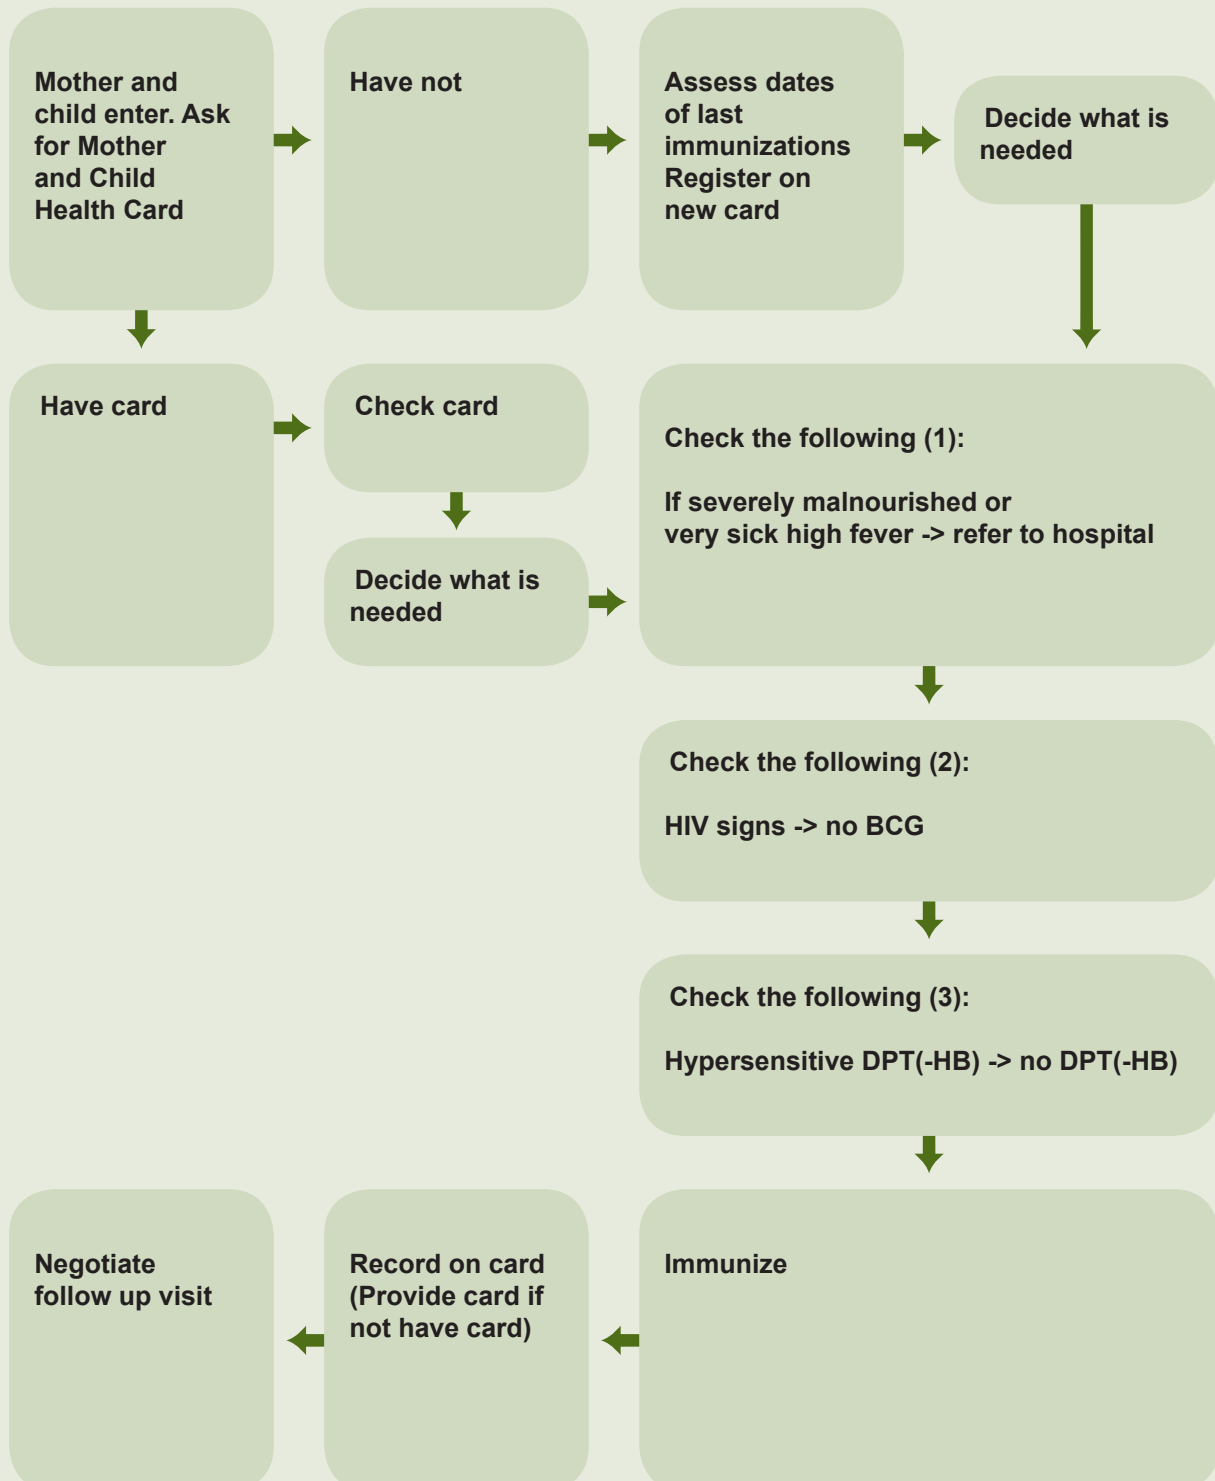 Mother and
child enter. Ask
for Mother
and Child
Health Card
Have not
Assess dates
of last
immunizations
Register on
new card
Decide what is
needed
Have card
Check card
Decide what is
needed
Check the following (1):
If severely malnourished or
very sick high fever -> refer to hospital
Check the following (2):
HIV signs -> no BCG
Check the following (3):
Hypersensitive DPT(-HB) -> no DPT(-HB)
Immunize
Record on card
(Provide card if
not have card)
Negotiate
follow up visit